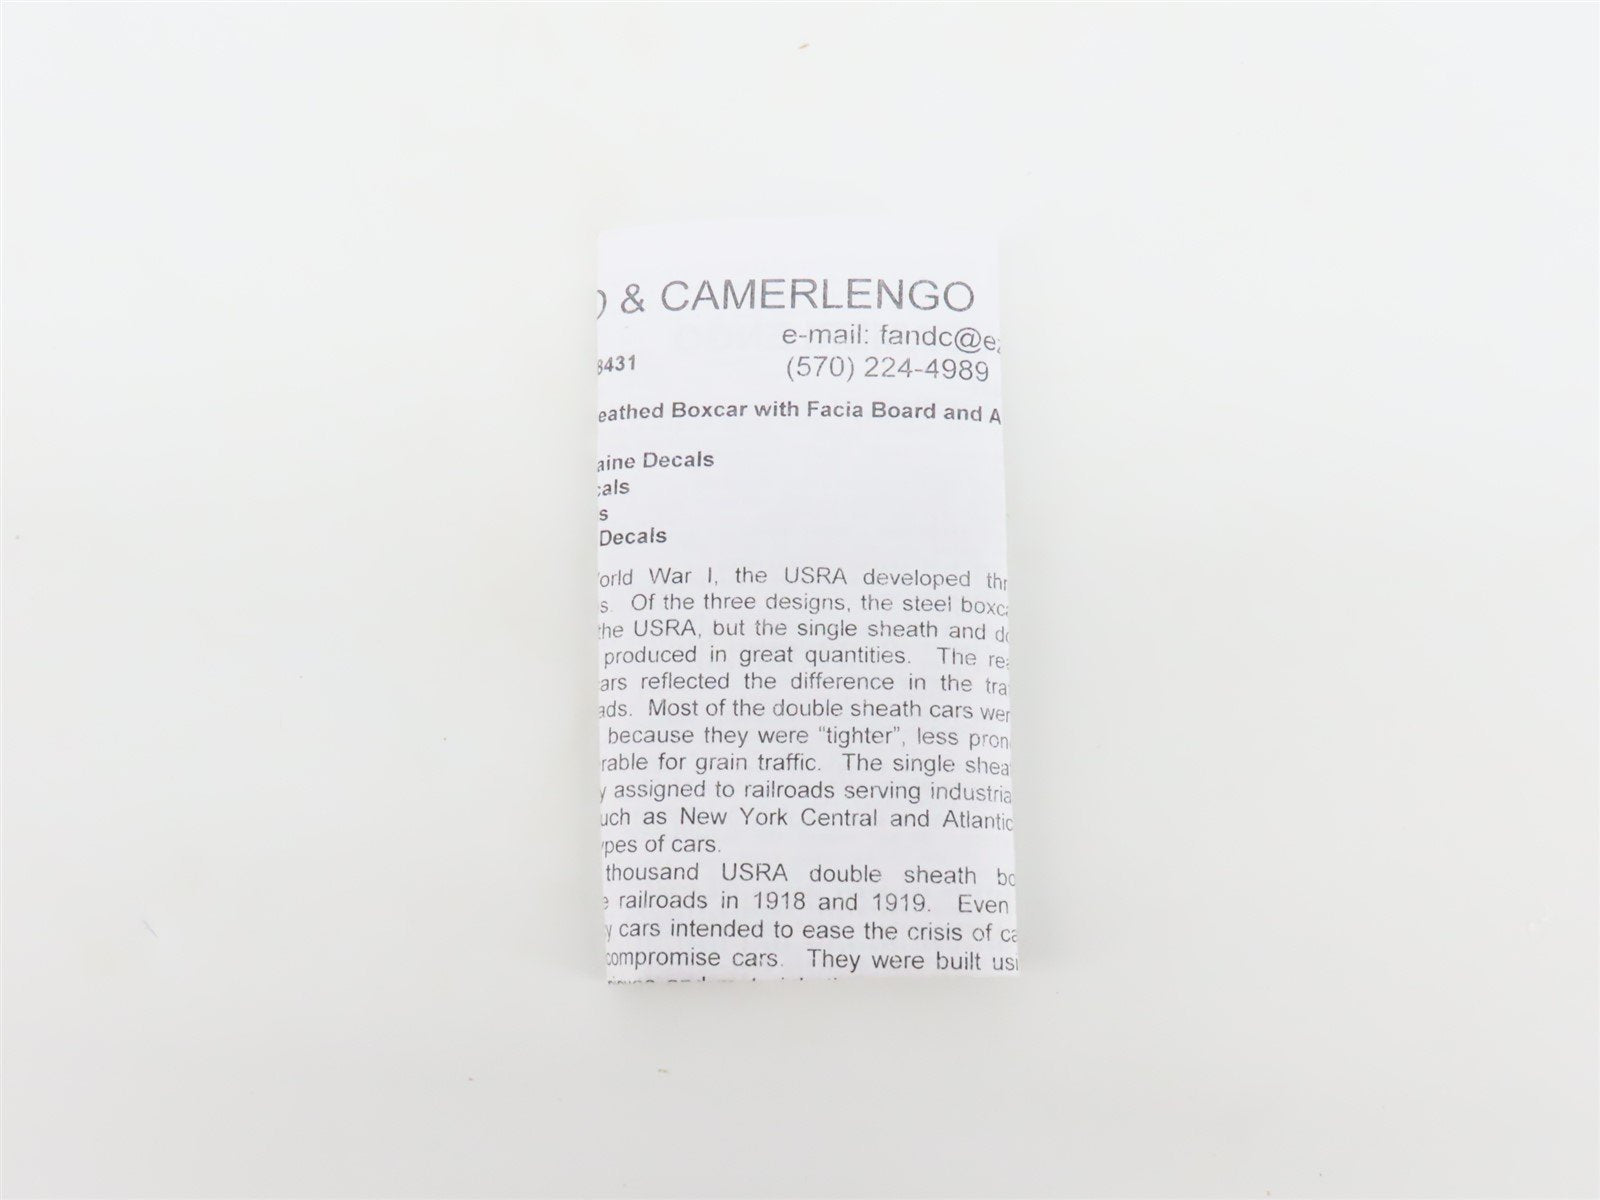 ) & CAMERLENGO
e-mail: fandc@e
8431 (570) 224-4989
eathed Boxcar with Facia Board and A
aine Decals
cals
s
Decals
orld War I, the USRA developed thr
s. Of the three designs, the steel boxc
the USRA, but the single sheath and d
produced in great quantities. The re
ars reflected the difference in the tra
ads. Most of the double sheath cars wer
because they were “tighter”, less pron
rable for grain traffic. The single shea
y assigned to railroads serving industria
uch as New York Central and Atlantic
ypes of cars.
thousand USRA double sheath bo
e railroads in 1918 and 1919. Even
y cars intended to ease the crisis of ca
compromise cars. They were built usi